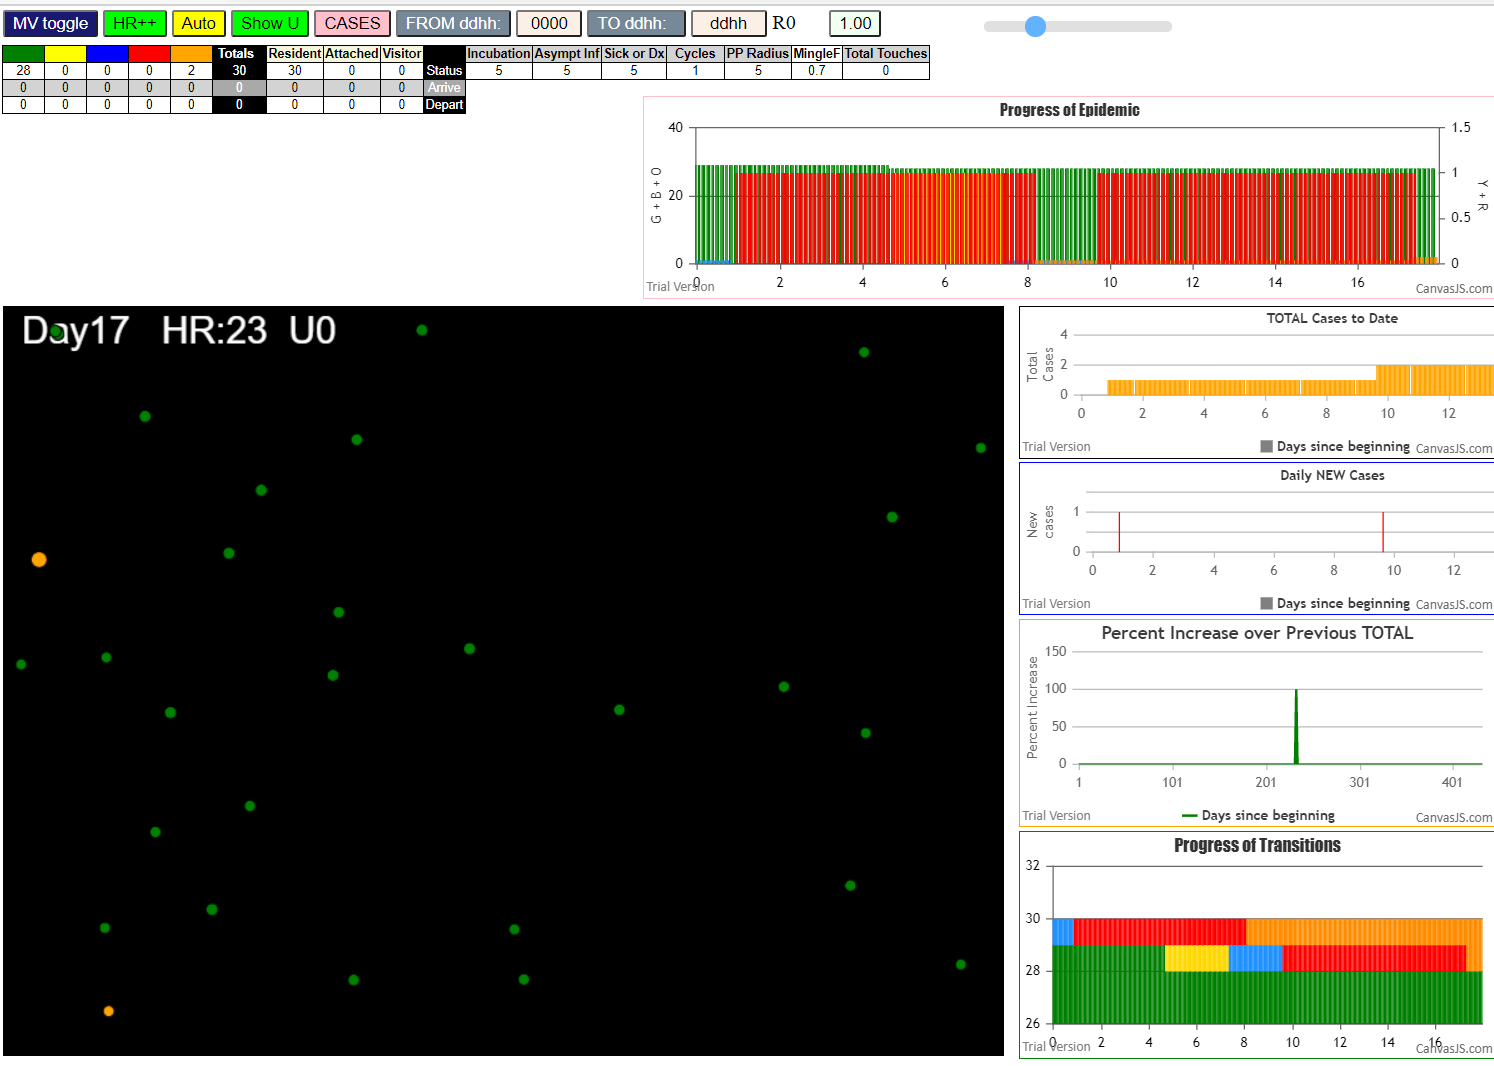 MV toggle HR++ Auto Show U CASES FROM ddhh: 0000 TO ddhh: ddhh R0 1.00
Totals Resident Attached Visitor Incubation Asympt Inf Sick or Dx Cycles PP Radius MingleF Total Touches
28 0 0 0 2 30 30 0 0 Status 5 5 5 1 5 0.7 0
0 0 0 0 0 0 0 0 0 Arrive
0 0 0 0 0 0 0 0 0 Depart
Progress of Epidemic
40 1.5
1
20
0.5
0 0
G + B + O
Y + R
0 2 4 6 8 10 12 14 16
Trial Version CanvasJS.com
Day17 HR:23 U0
TOTAL Cases to Date
Total
Cases
4
2
0
0 2 4 6 8 10 12
Days since beginning
Trial Version CanvasJS.com
Daily NEW Cases
New
cases
1
0
0 2 4 6 8 10 12
Days since beginning
Trial Version CanvasJS.com
Percent Increase over Previous TOTAL
Percent Increase
150
100
50
0
1 101 201 301 401
Days since beginning
Trial Version CanvasJS.com
Progress of Transitions
32
30
28
26
0 2 4 6 8 10 12 14 16
Trial Version CanvasJS.com